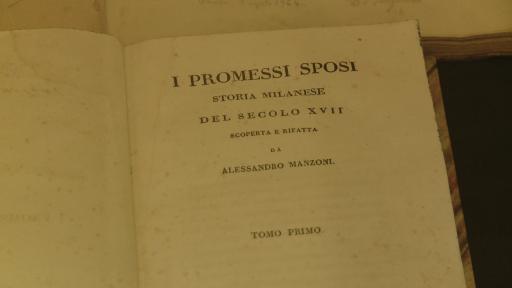 I PROMESSI SPOSI
STORIA MILANESE
DEL SECOLO XVII
SCOPERTA E RIFATTA
DA
ALESSANDRO MANZONI.
TOMO PRIMO